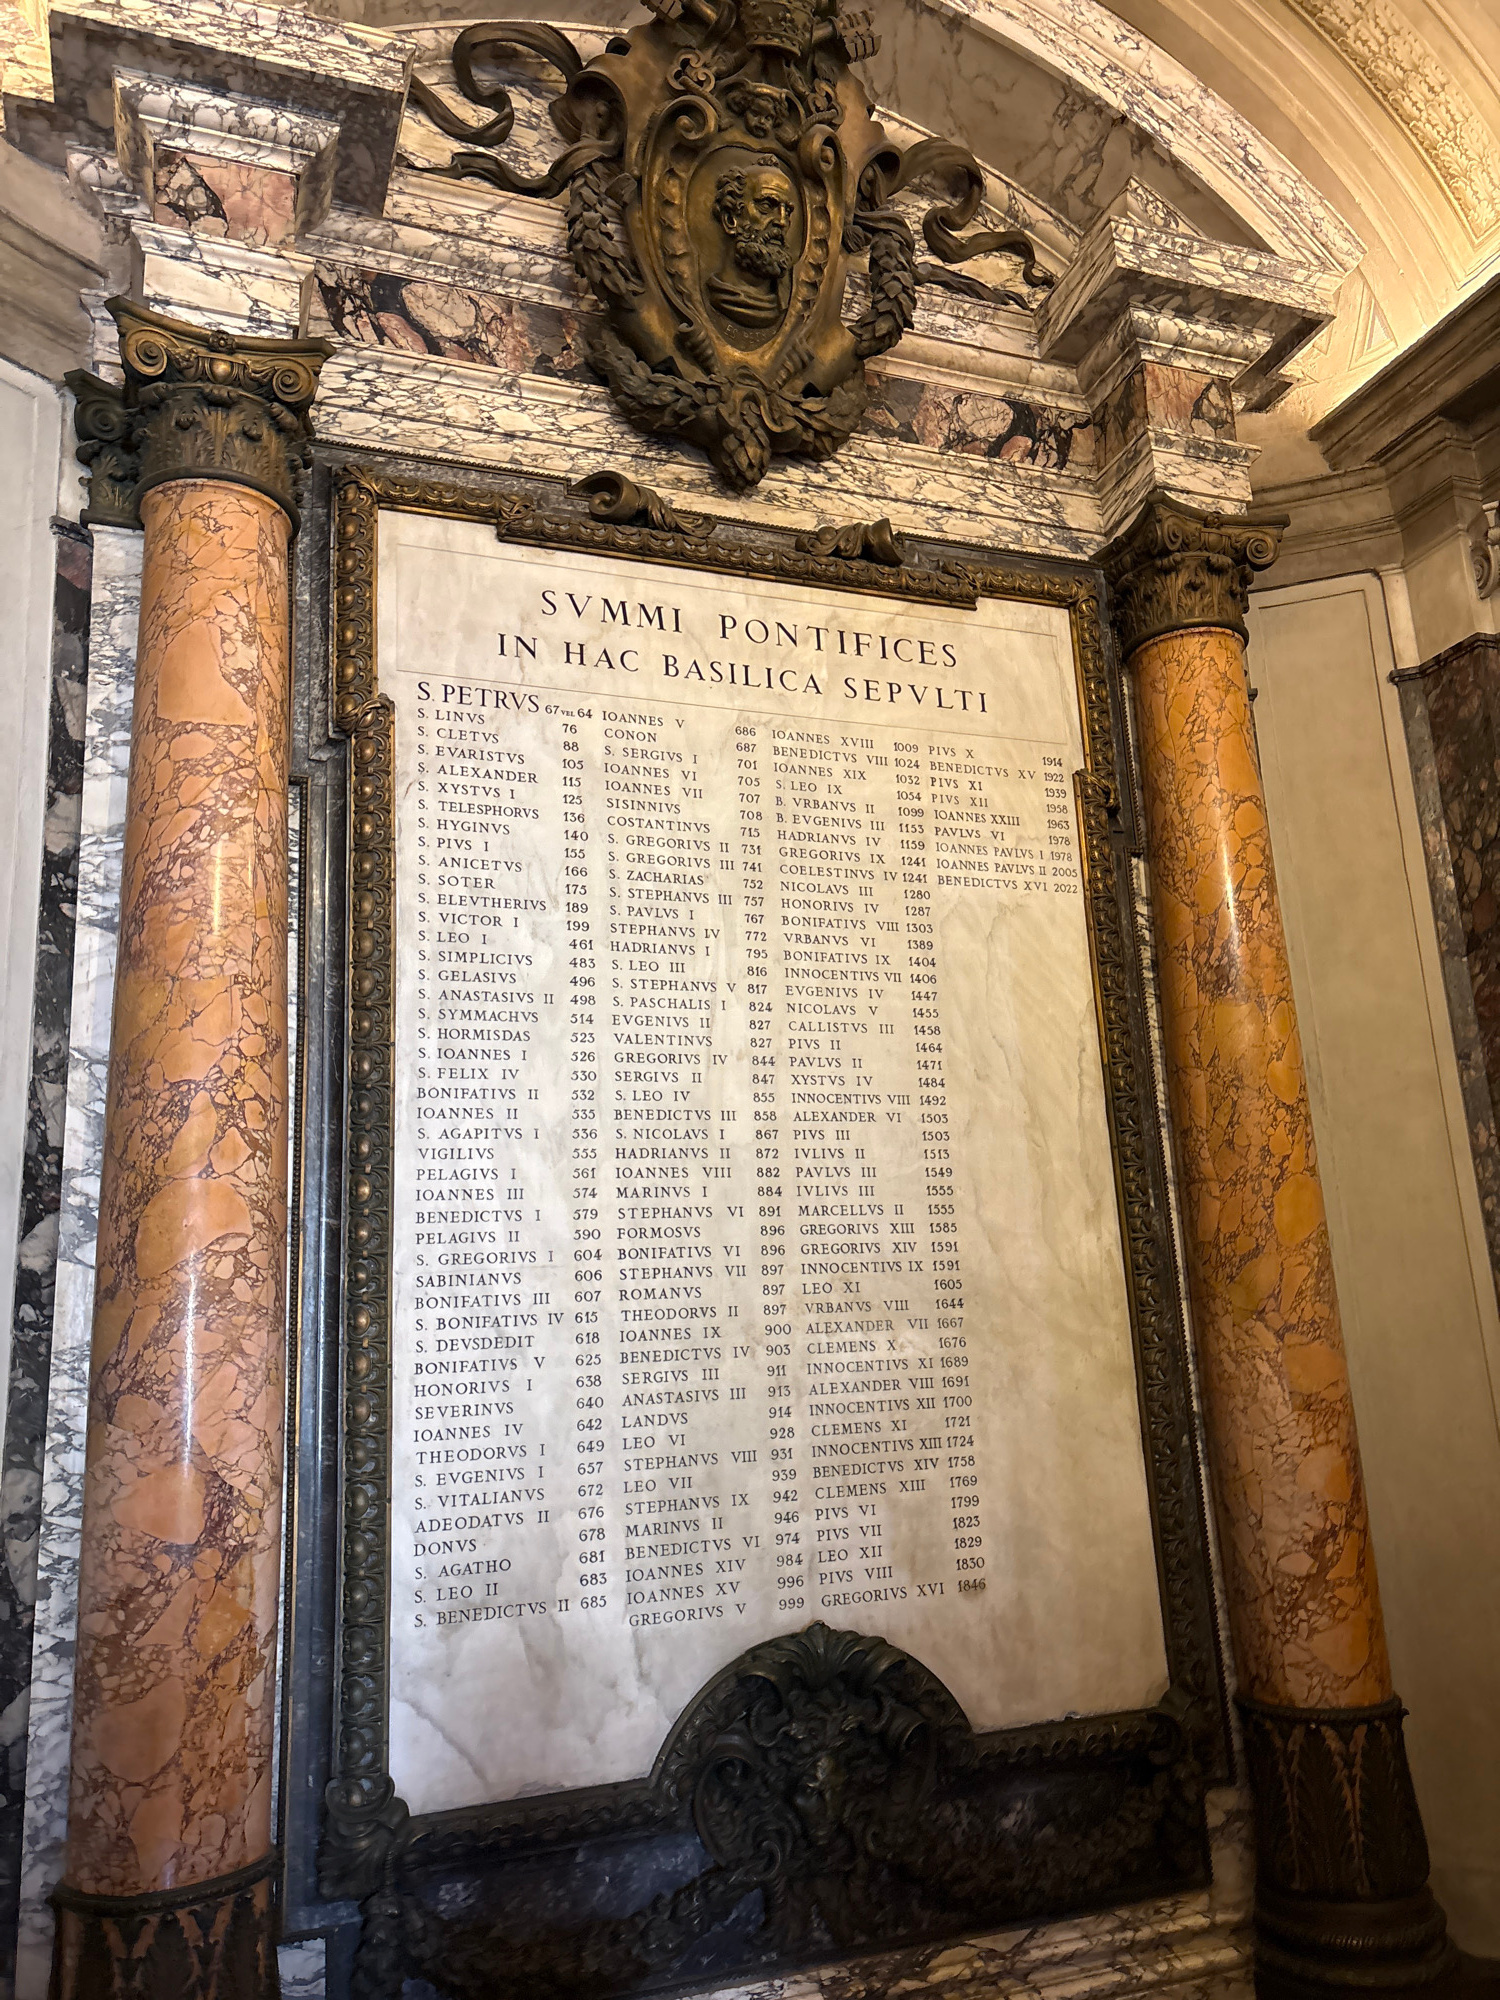 SVMMI PONTIFICES
IN HAC BASILICA SEPVLTI
S. PETRVS 67 VEL 64
S. LINVS 76
S. CLETVS 88
S. EVARISTVS 105
S. ALEXANDER 115
S. XYSTVS I 125
S. TELESPHORVS 136
S. HYGINVS 140
S. PIVS I 155
S. ANICETVS 166
S. SOTER 175
S. ELEVTHERIVS 189
S. VICTOR I 199
S. LEO I 461
S. SIMPLICIVS 483
S. GELASIVS 496
S. ANASTASIVS II 498
S. SYMMACHVS 514
S. HORMISDAS 523
S. IOANNES I 526
S. FELIX IV 530
BONIFATIVS II 532
IOANNES II 535
S. AGAPITVS I 536
VIGILIVS 555
PELAGIVS I 561
IOANNES III 574
BENEDICTVS I 579
PELAGIVS II 590
S. GREGORIVS I 604
SABINIANVS 606
BONIFATIVS III 607
S. BONIFATIVS IV 615
S. DEVSDEDIT 618
BONIFATIVS V 625
HONORIVS I 638
SEVERINVS 640
IOANNES IV 642
THEODORVS I 649
S. EVGENIVS I 657
S. VITALIANVS 672
ADEODATVS II 676
DONVS 678
S. AGATHO 681
S. LEO II 683
S. BENEDICTVS II 685
IOANNES V 686
CONON 687
S. SERGIVS I 701
IOANNES VI 705
IOANNES VII 707
SISINNIVS 708
COSTANTINVS 715
S. GREGORIVS II 731
S. GREGORIVS III 741
S. ZACHARIAS 752
S. STEPHANVS III 757
S. PAVLVS I 767
STEPHANVS IV 772
HADRIANVS I 795
S. LEO III 816
S. STEPHANVS V 817
S. PASCHALIS I 824
EVGENIVS II 827
VALENTINVS 827
GREGORIVS IV 844
SERGIVS II 847
S. LEO IV 855
BENEDICTVS III 858
S. NICOLAVS I 867
HADRIANVS II 872
IOANNES VIII 882
MARINVS I 884
STEPHANVS VI 891
FORMOSVS 896
BONIFATIVS VI 896
STEPHANVS VII 897
ROMANVS 897
THEODORVS II 897
IOANNES IX 900
BENEDICTVS IV 903
SERGIVS III 911
ANASTASIVS III 913
LANDVS 914
LEO VI 928
STEPHANVS VIII 931
LEO VII 939
STEPHANVS IX 942
MARINVS II 946
BENEDICTVS VI 974
IOANNES XIV 984
IOANNES XV 996
GREGORIVS V 999
IOANNES XVIII 1009
BENEDICTVS VIII 1024
IOANNES XIX 1032
S. LEO IX 1054
B. VRBANVS II 1099
B. EVGENIVS III 1153
HADRIANVS IV 1159
GREGORIVS IX 1241
COELESTINVS IV 1241
NICOLAVS III 1280
HONORIVS IV 1287
BONIFATIVS VIII 1303
VRBANVS VI 1389
BONIFATIVS IX 1404
INNOCENTIVS VII 1406
EVGENIVS IV 1447
NICOLAVS V 1455
CALLISTVS III 1458
PIVS II 1464
PAVLVS II 1471
XYSTVS IV 1484
INNOCENTIVS VIII 1492
ALEXANDER VI 1503
PIVS III 1503
IVLIVS II 1513
PAVLVS III 1549
IVLIVS III 1555
MARCELLVS II 1555
GREGORIVS XIII 1585
GREGORIVS XIV 1591
INNOCENTIVS IX 1591
LEO XI 1605
VRBANVS VIII 1644
ALEXANDER VII 1667
CLEMENS X 1676
INNOCENTIVS XI 1689
ALEXANDER VIII 1691
INNOCENTIVS XII 1700
CLEMENS XI 1721
INNOCENTIVS XIII 1724
BENEDICTVS XIV 1758
CLEMENS XIII 1769
PIVS VI 1799
PIVS VII 1823
LEO XII 1829
PIVS VIII 1830
GREGORIVS XVI 1846
PIVS X 1914
BENEDICTVS XV 1922
PIVS XI 1939
PIVS XII 1958
IOANNES XXIII 1963
PAVLVS VI 1978
IOANNES PAVLVS I 1978
IOANNES PAVLVS II 2005
BENEDICTVS XVI 2022